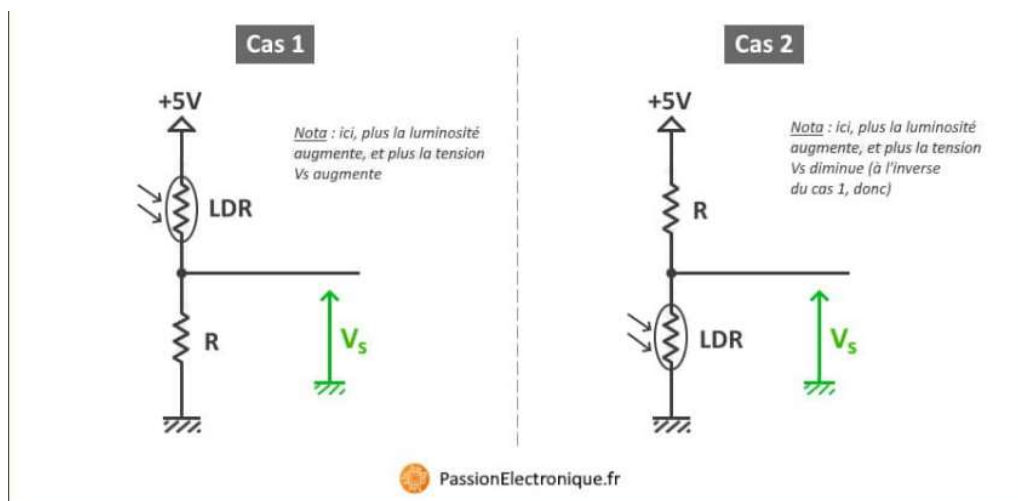 Cas 1
+5V
Nota : ici, plus la luminosité
augmente, et plus la tension
Vs augmente
LDR
R
Vs
Cas 2
+5V
Nota : ici, plus la luminosité
augmente, et plus la tension
Vs diminue (à l'inverse
du cas 1, donc)
R
LDR
Vs
PassionElectronique.fr